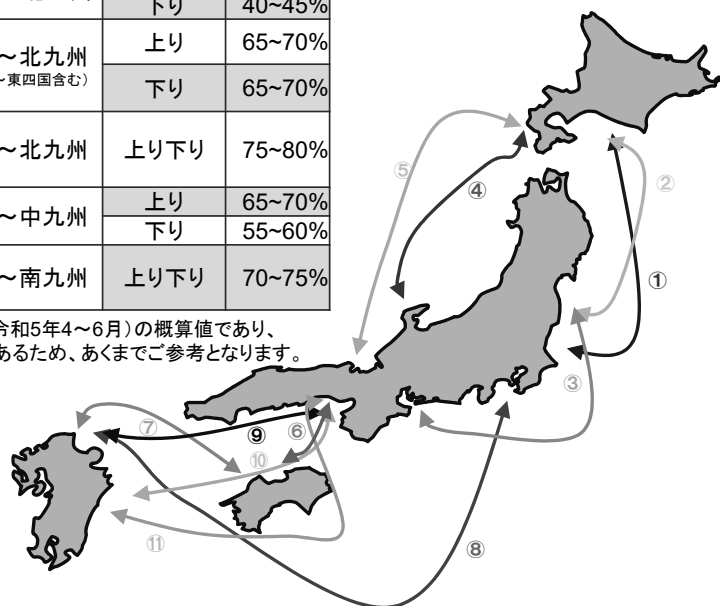 下り 40~45%
～北九州 上り 65~70%
～東四国含む）
下り 65~70%
～北九州 上り下り 75~80%
～中九州 上り 65~70%
下り 55~60%
～南九州 上り下り 70~75%
令和5年4～6月）の概算値であり、
あるため、あくまでご参考となります。
⑤
②
④
①
③
⑦
⑨
⑥
⑩
⑪
⑧